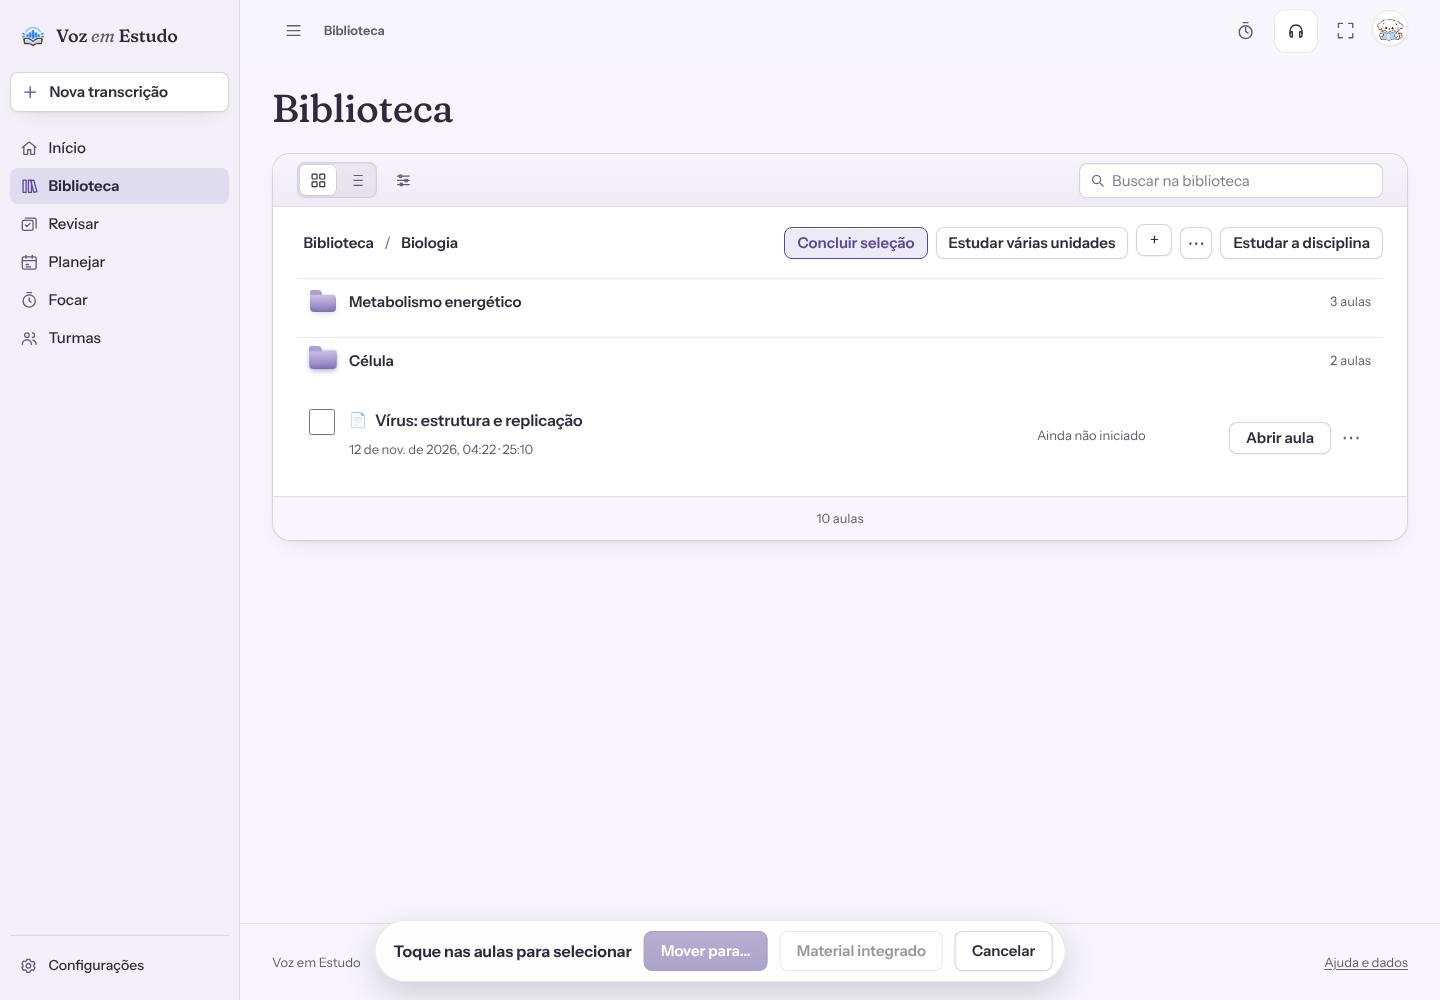 Voz em Estudo
Nova transcrição
Início
Biblioteca
Revisar
Planejar
Focar
Turmas
Configurações
Biblioteca
Biblioteca
Buscar na biblioteca
Biblioteca / Biologia
Concluir seleção
Estudar várias unidades
+
...
Estudar a disciplina
Metabolismo energético
3 aulas
Célula
2 aulas
Vírus: estrutura e replicação
12 de nov. de 2026, 04:22 · 25:10
Ainda não iniciado
Abrir aula
...
10 aulas
Voz em Estudo
Toque nas aulas para selecionar
Mover para...
Material integrado
Cancelar
Ajuda e dados